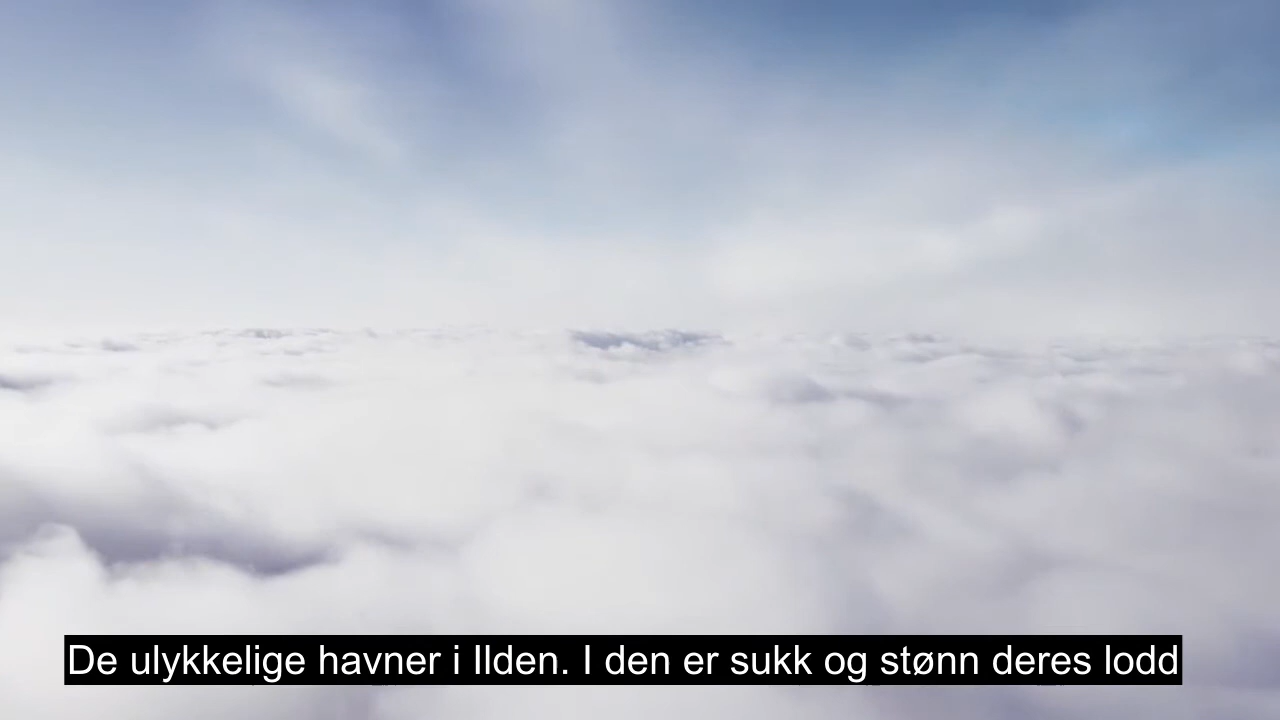 De ulykkelige havner i Ilden. I den er sukk og stønn deres lodd